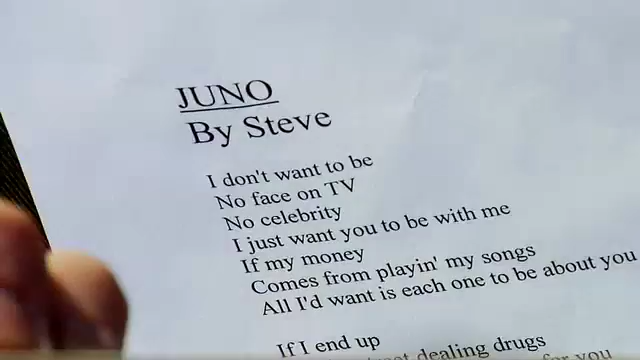 JUNO
By Steve
I don't want to be
No face on TV
No celebrity
I just want you to be with me
If my money
Comes from playin' my songs
All I'd want is each one to be about you
If I end up
dealing drugs
for you